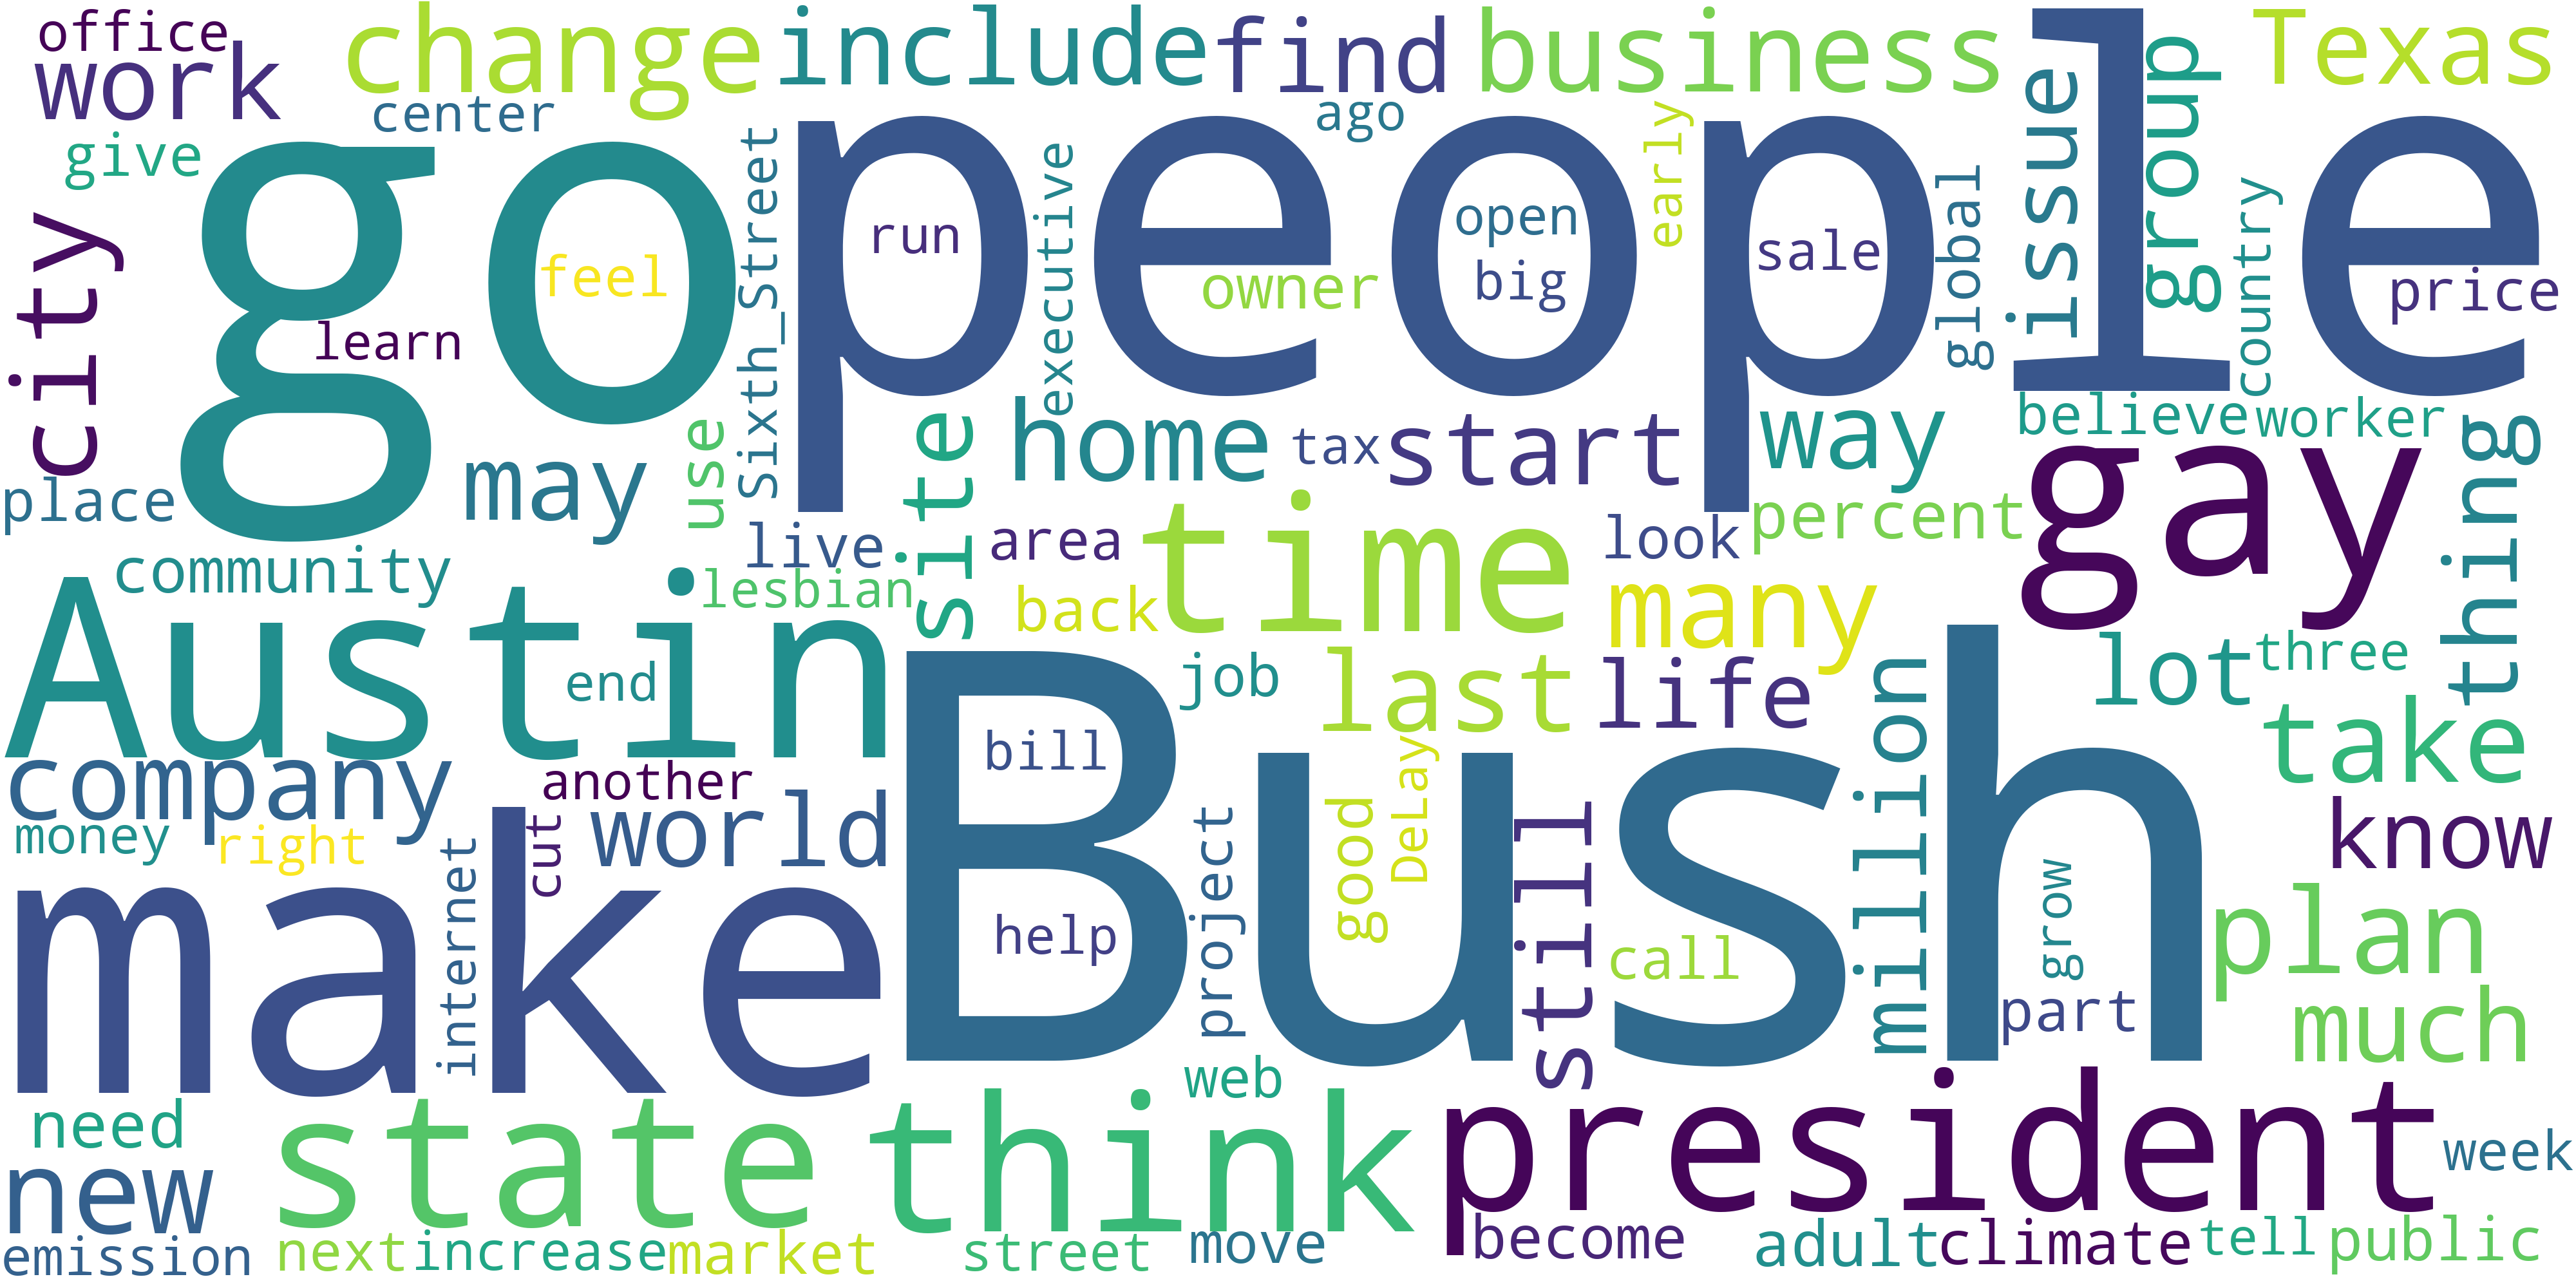 office
work
change
include
find
business
Texas
center
give
ago
early
issue
group
go
people
city
feel
learn
Sixth_Street
run
executive
owner
open
big
sale
global
country
price
place
may
use
site
home
tax
start
way
believe
worker
thing
community
live
area
time
look
percent
gay
Austin
lesbian
back
many
end
job
last
life
million
lot
three
take
company
another
world
bill
Bush
money
right
cut
internet
make
help
project
good
DeLay
still
call
grow
part
know
plan
much
need
state
think
web
president
week
new
emission
next
increase
market
street
move
become
adult
climate
tell
public